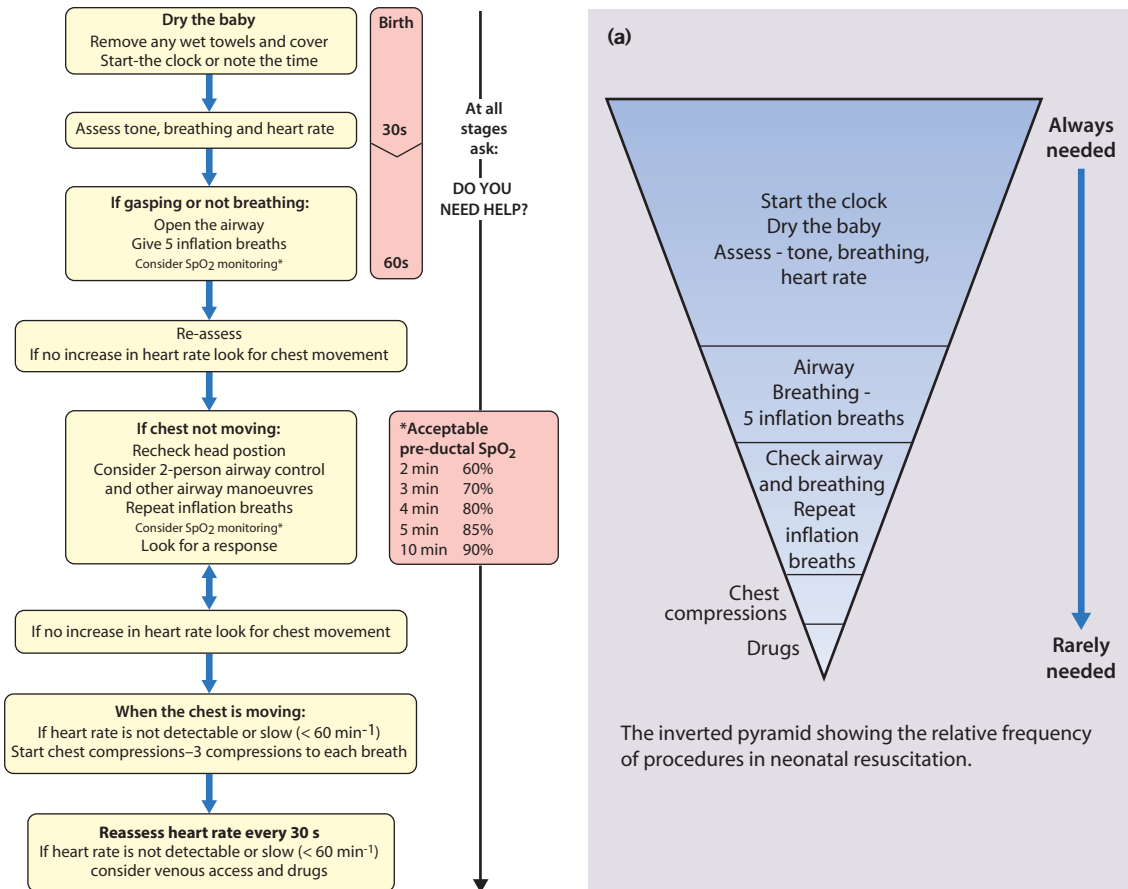 Dry the baby
Remove any wet towels and cover
Start-the clock or note the time
Assess tone, breathing and heart rate
If gasping or not breathing:
Open the airway
Give 5 inflation breaths
Consider SpO2 monitoring*
Re-assess
If no increase in heart rate look for chest movement
If chest not moving:
Recheck head postion
Consider 2-person airway control
and other airway manoeuvres
Repeat inflation breaths
Consider SpO2 monitoring*
Look for a response
If no increase in heart rate look for chest movement
When the chest is moving:
If heart rate is not detectable or slow (< 60 min-1)
Start chest compressions–3 compressions to each breath
Reassess heart rate every 30 s
If heart rate is not detectable or slow (< 60 min-1)
consider venous access and drugs
Birth
30s
60s
At all
stages
ask:
DO YOU
NEED HELP?
*Acceptable
pre-ductal SpO2
2 min 60%
3 min 70%
4 min 80%
5 min 85%
10 min 90%
(a)
Start the clock
Dry the baby
Assess - tone, breathing,
heart rate
Airway
Breathing -
5 inflation breaths
Check airway
and breathing
Repeat
inflation
breaths
Chest
compressions
Drugs
Always
needed
Rarely
needed
The inverted pyramid showing the relative frequency
of procedures in neonatal resuscitation.